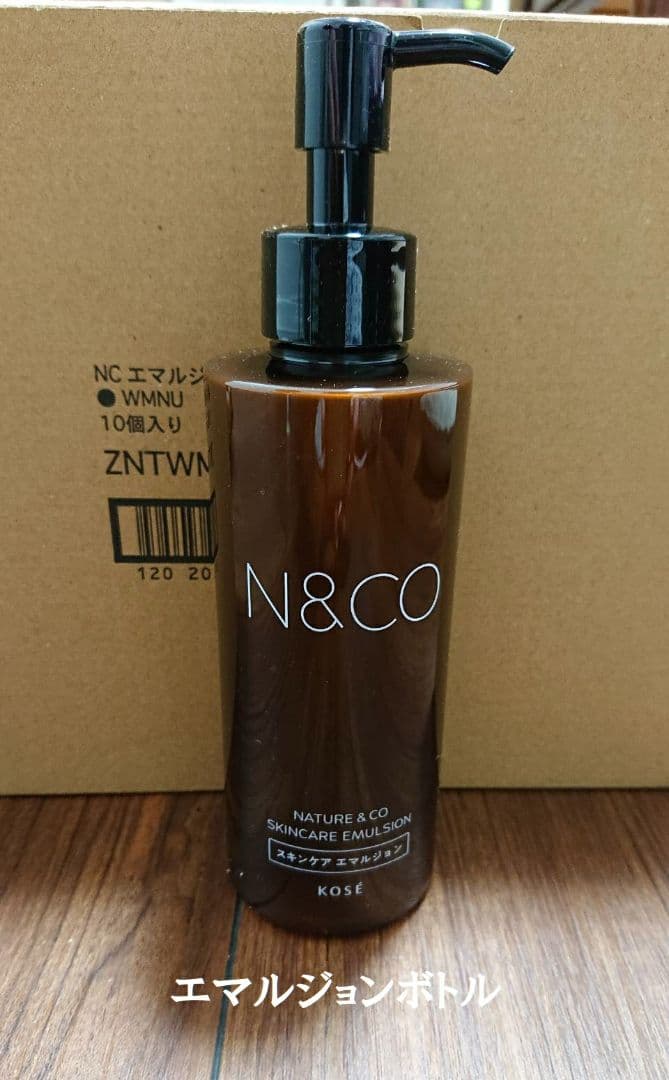 NC エマルジ
● WMNU
10個入り
ZNTWM
120 20
N&CO
NATURE & CO
SKINCARE EMULSION
スキンケア エマルジョン
KOSÉ
エマルジョンボトル